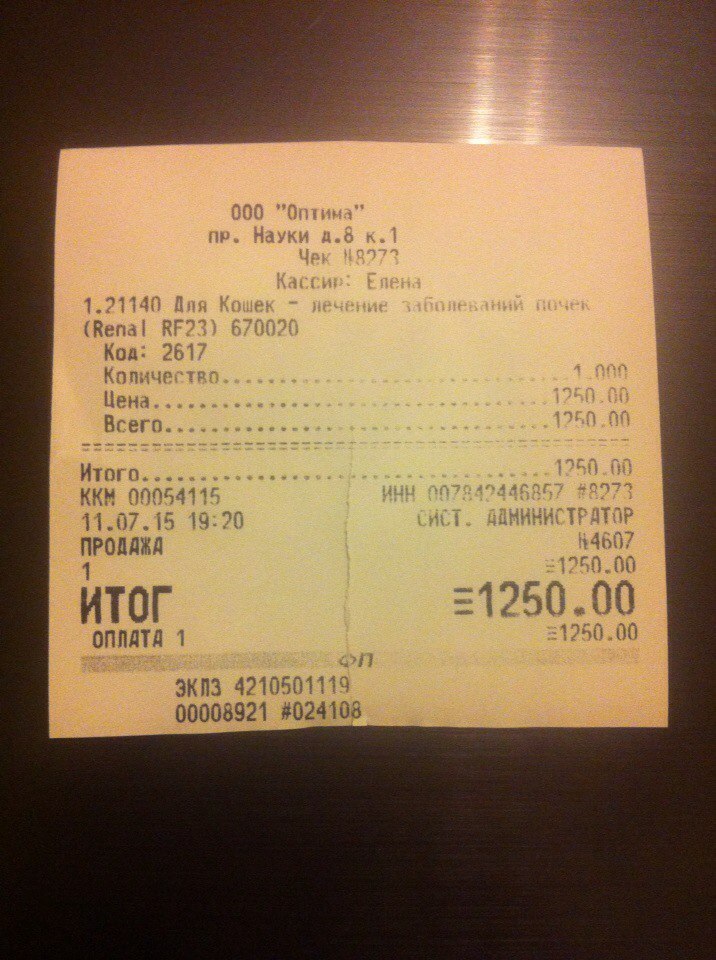 ООО "Оптима"
пр. Науки д.8 к.1
Чек №8273
Кассир: Елена
1.21140 Для Кошек - лечение заболеваний почек
(Renal RF23) 670020
Код: 2617
Количество..............................1.000
Цена..................................1250.00
Всего.................................1250.00
=============================================
Итого.................................1250.00
ККМ 00054115 ИНН 007842446857 #8273
11.07.15 19:20 СИСТ. АДМИНИСТРАТОР
ПРОДАЖА №4607
1 ≡1250.00
ИТОГ ≡1250.00
ОПЛАТА 1 ≡1250.00
ФП
ЭКЛЗ 4210501119
00008921 #024108